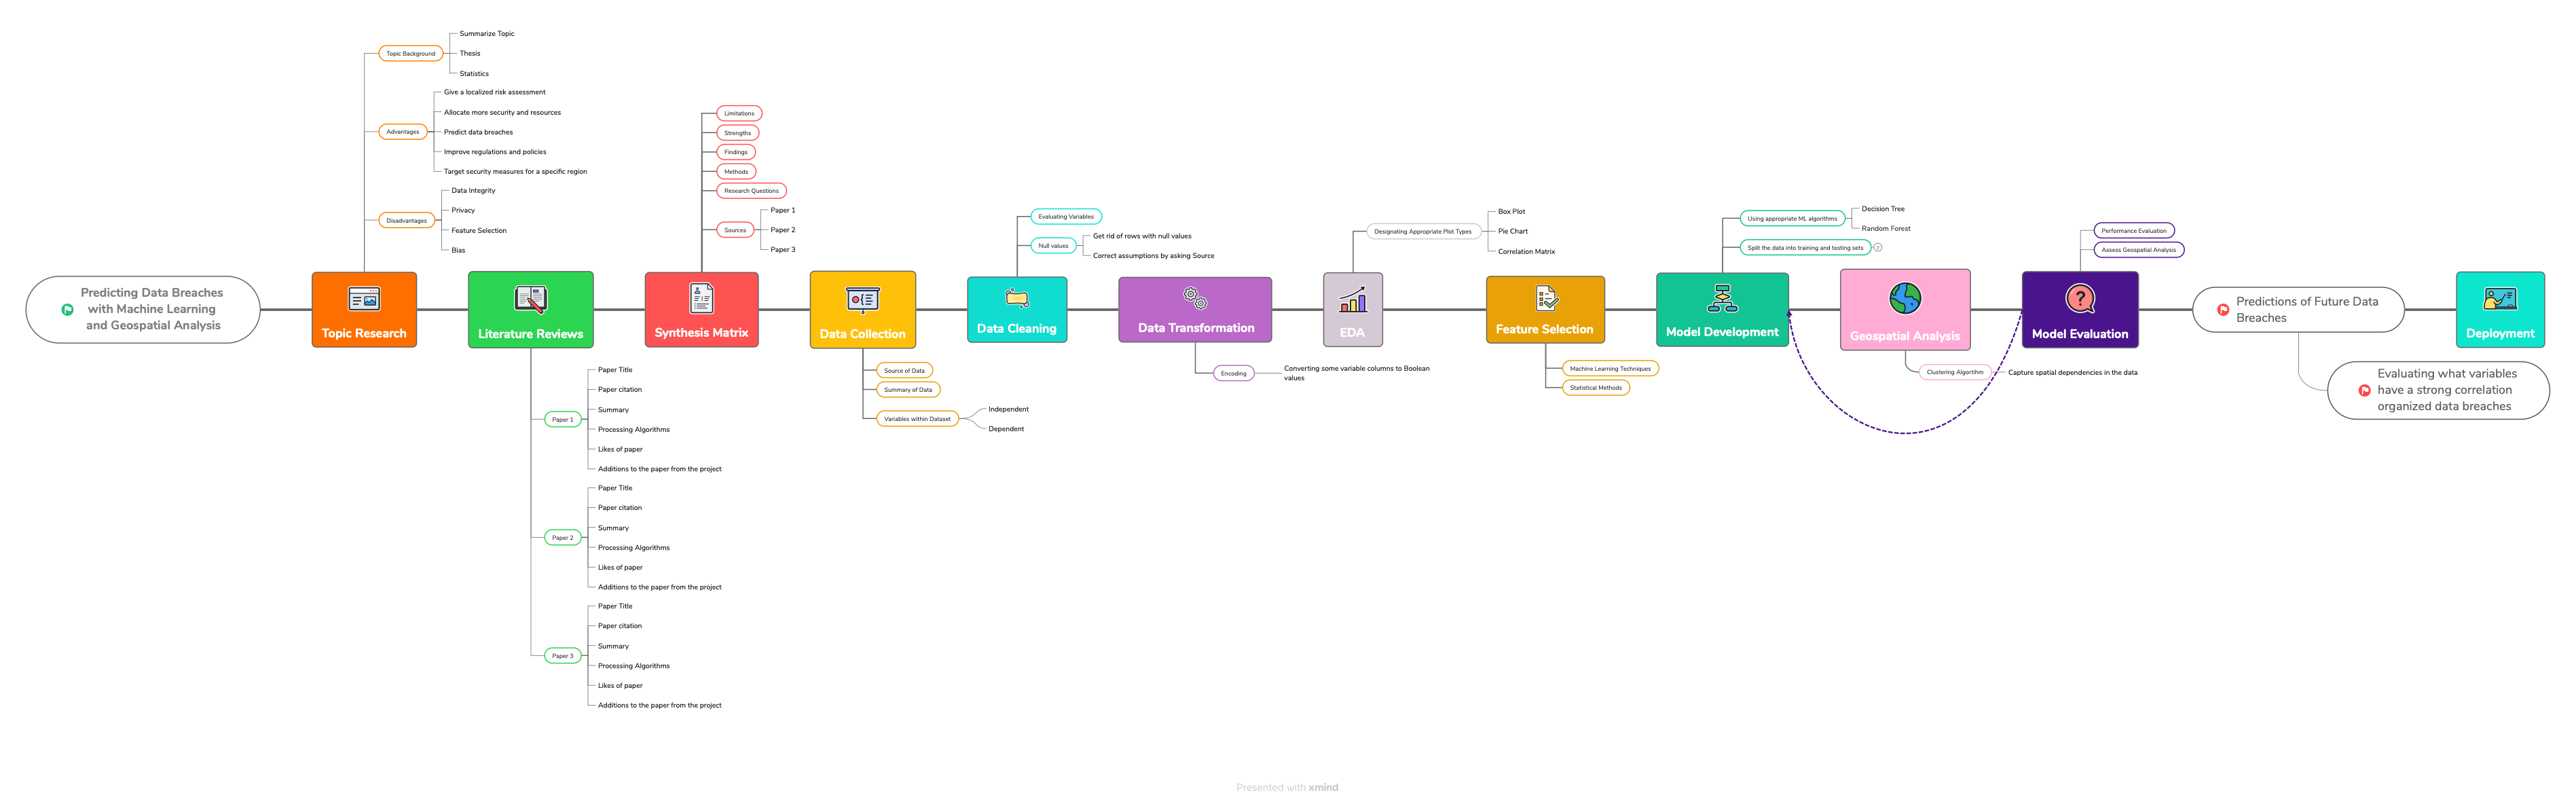 Predicting Data Breaches
with Machine Learning
and Geospatial Analysis
Topic Research
Topic Background
Summarize Topic
Thesis
Statistics
Advantages
Give a localized risk assessment
Allocate more security and resources
Predict data breaches
Improve regulations and policies
Target security measures for a specific region
Disadvantages
Data Integrity
Privacy
Feature Selection
Bias
Literature Reviews
Paper 1
Paper Title
Paper citation
Summary
Processing Algorithms
Likes of paper
Additions to the paper from the project
Paper 2
Paper Title
Paper citation
Summary
Processing Algorithms
Likes of paper
Additions to the paper from the project
Paper 3
Paper Title
Paper citation
Summary
Processing Algorithms
Likes of paper
Additions to the paper from the project
Synthesis Matrix
Limitations
Strengths
Findings
Methods
Research Questions
Sources
Paper 1
Paper 2
Paper 3
Data Collection
Source of Data
Summary of Data
Variables within Dataset
Independent
Dependent
Data Cleaning
Evaluating Variables
Null values
Get rid of rows with null values
Correct assumptions by asking Source
Data Transformation
Encoding
Converting some variable columns to Boolean
values
EDA
Designating Appropriate Plot Types
Box Plot
Pie Chart
Correlation Matrix
Feature Selection
Machine Learning Techniques
Statistical Methods
Model Development
Using appropriate ML algorithms
Decision Tree
Random Forest
Split the data into training and testing sets
2
Geospatial Analysis
Clustering Algortihm
Capture spatial dependencies in the data
?
Model Evaluation
Performance Evaluation
Assess Geospatial Analysis
Predictions of Future Data
Breaches
Evaluating what variables
have a strong correlation
organized data breaches
Deployment
Presented with xmind